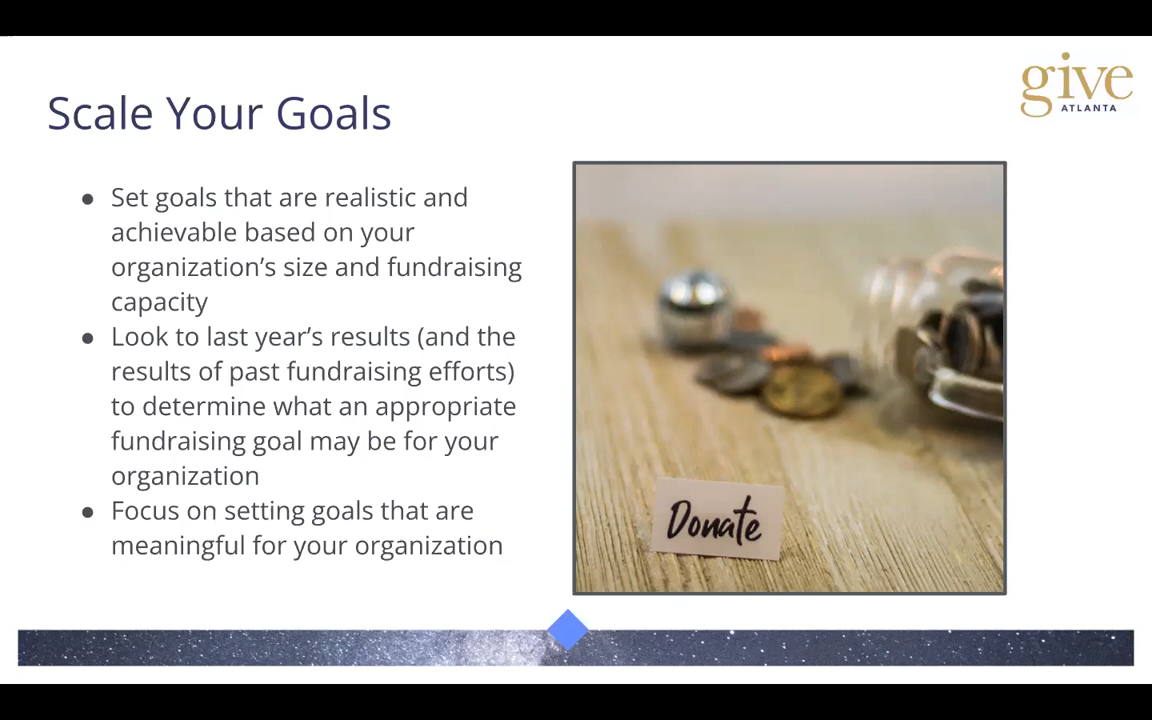 give
ATLANTA
Scale Your Goals
● Set goals that are realistic and
achievable based on your
organization’s size and fundraising
capacity
● Look to last year’s results (and the
results of past fundraising efforts)
to determine what an appropriate
fundraising goal may be for your
organization
● Focus on setting goals that are
meaningful for your organization
Donate